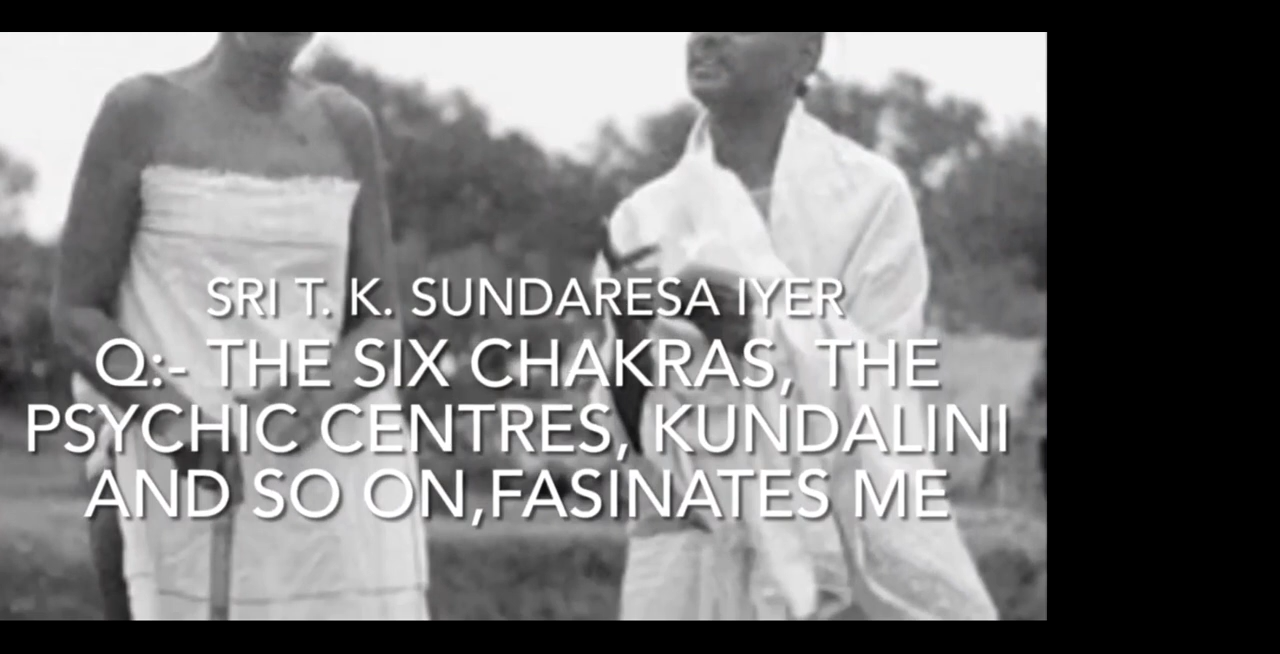 SRI T. K. SUNDARESA IYER
Q:- THE SIX CHAKRAS, THE
PSYCHIC CENTRES, KUNDALINI
AND SO ON,FASINATES ME